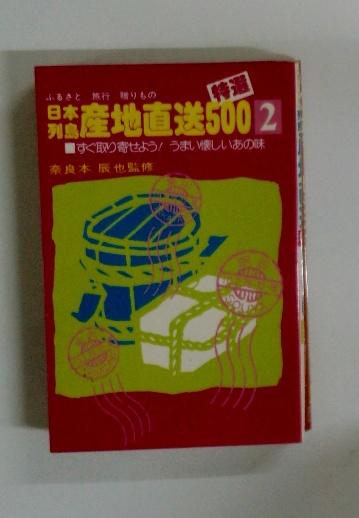 ふるさと 旅行 贈りもの
特選
日本列島 産地直送500 2
■すぐ取り寄せよう!うまい懐しいあの味
奈良本 辰也監修